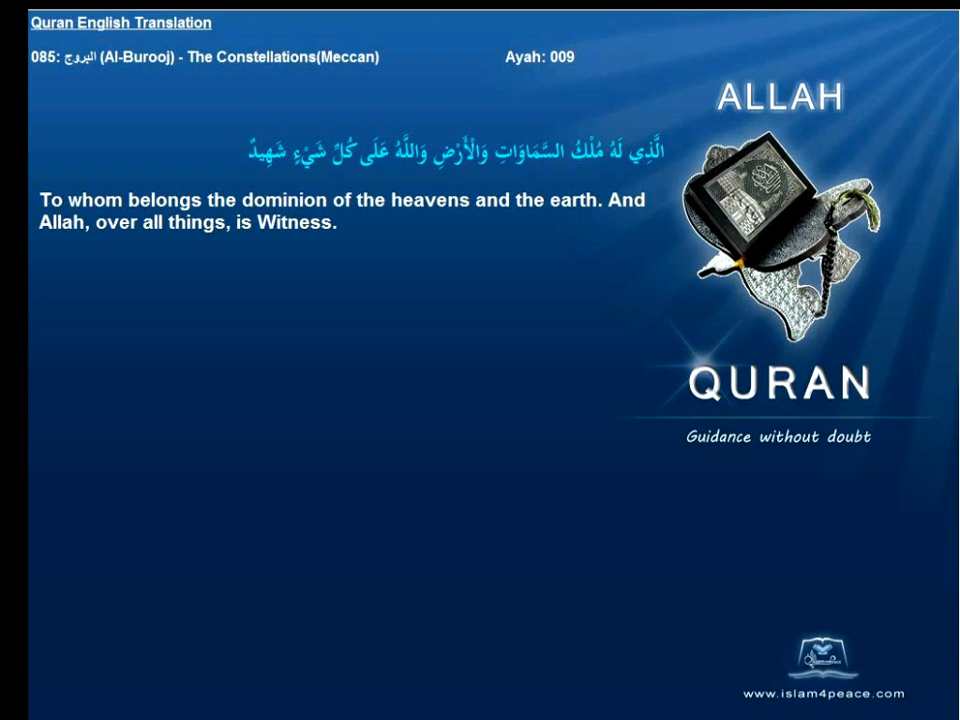 Quran English Translation
085: البروج (Al-Burooj) - The Constellations(Meccan) Ayah: 009
ALLAH
الَّذِي لَهُ مُلْكُ السَّمَاوَاتِ وَالْأَرْضِ وَاللَّهُ عَلَى كُلِّ شَيْءٍ شَهِيدٌ
To whom belongs the dominion of the heavens and the earth. And
Allah, over all things, is Witness.
QURAN
Guidance without doubt
www.islam4peace.com